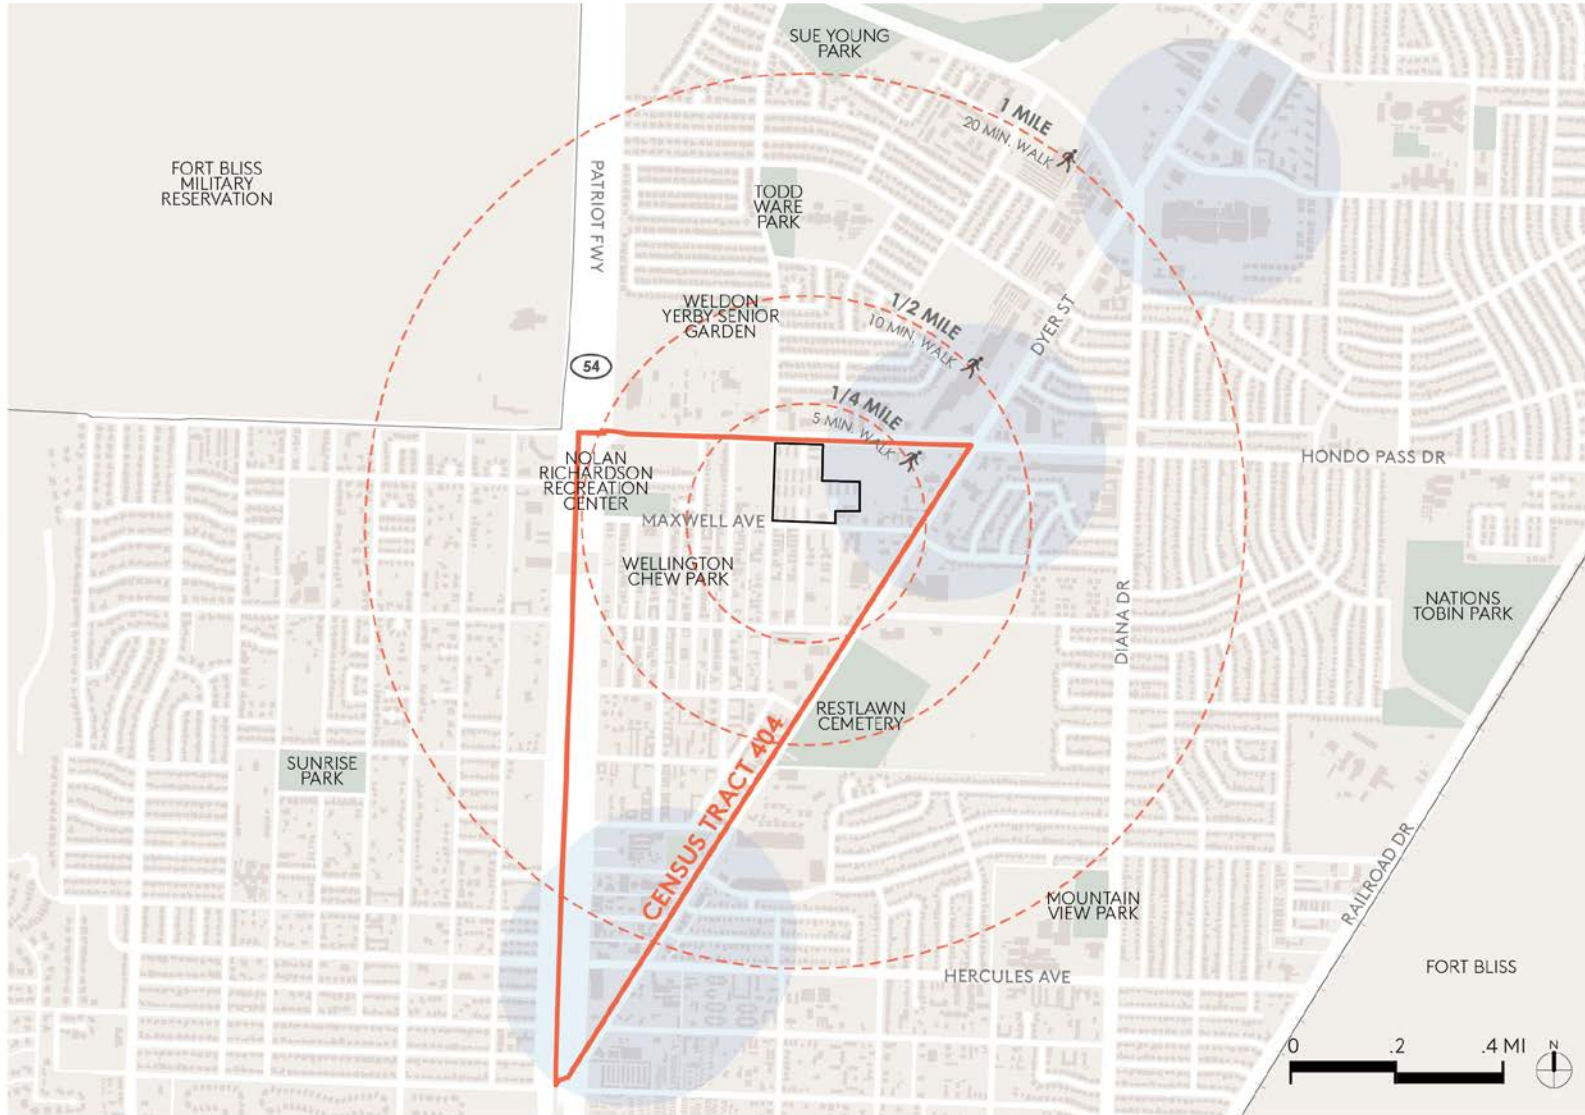 SUE YOUNG
PARK
1 MILE
20 MIN. WALK
FORT BLISS
MILITARY
RESERVATION
PATRIOT FWY
TODD
WARE
PARK
WELDON
YERBY SENIOR
GARDEN
1/2 MILE
10 MIN. WALK
DYER ST
54
1/4 MILE
5 MIN. WALK
NOLAN
RICHARDSON
RECREATION
CENTER
HONDO PASS DR
MAXWELL AVE
WELLINGTON
CHEW PARK
DIANA DR
NATIONS
TOBIN PARK
RESTLAWN
CEMETERY
SUNRISE
PARK
CENSUS TRACT 404
RAILROAD DR
MOUNTAIN
VIEW PARK
HERCULES AVE
FORT BLISS
0 .2 .4 MI
N